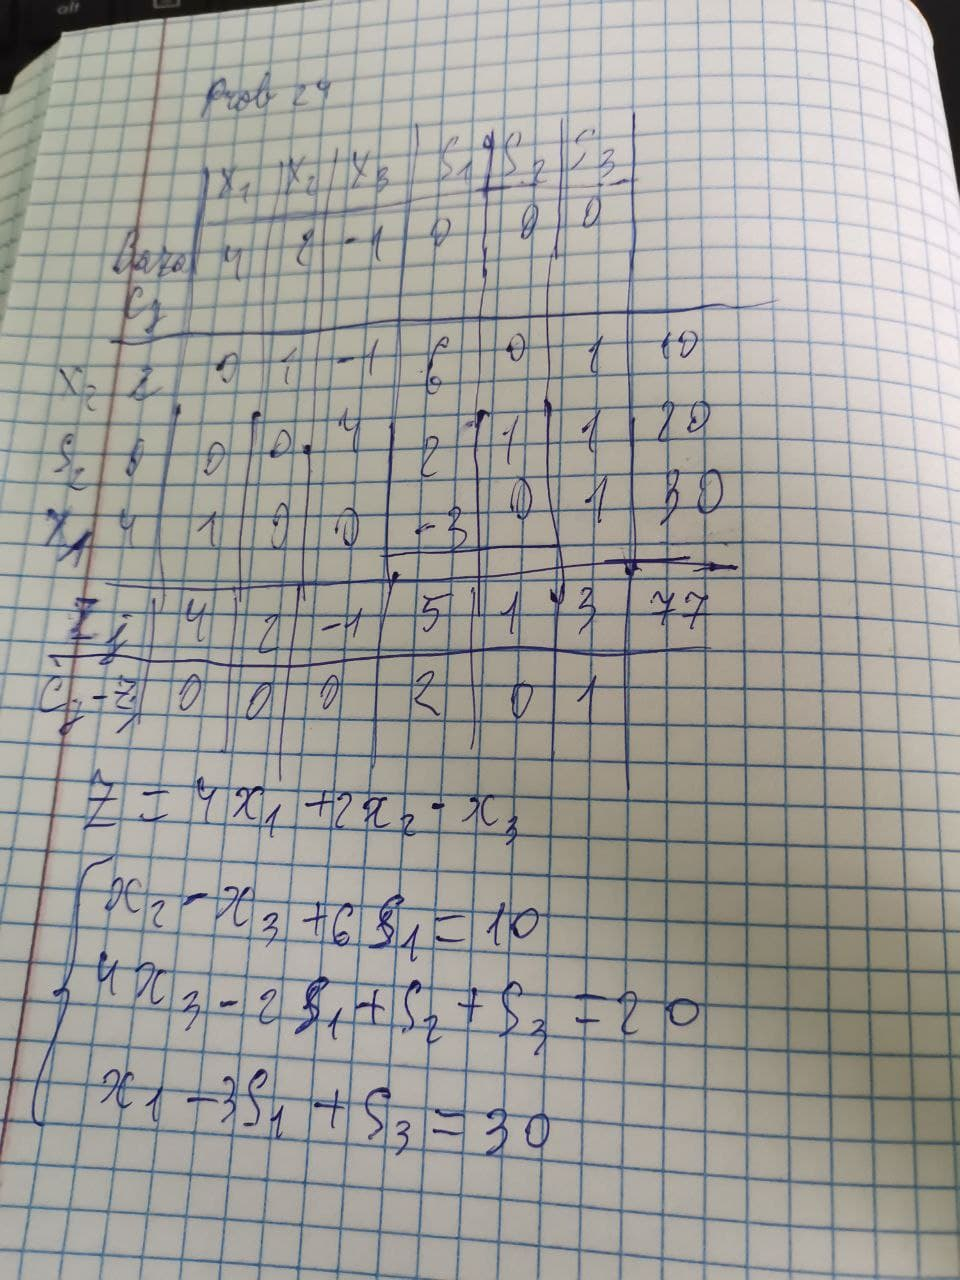 Prob 24
x1 x2 x3 S1 S2 S3
Baza 4 2 -1 0 0 0
Cj
x2 2 0 1 -1 6 0 1 10
S2 0 0 0 4 2 1 1 20
x1 4 1 0 0 -3 0 1 30
Zj 4 2 -1 5 1 3 77
Cj-Zj 0 0 0 2 0 1
Z = 4x1 + 2x2 - x3
x2 - x3 + 6S1 = 10
4x3 - 2S1 + S2 + S3 = 20
x1 - 3S1 + S3 = 30